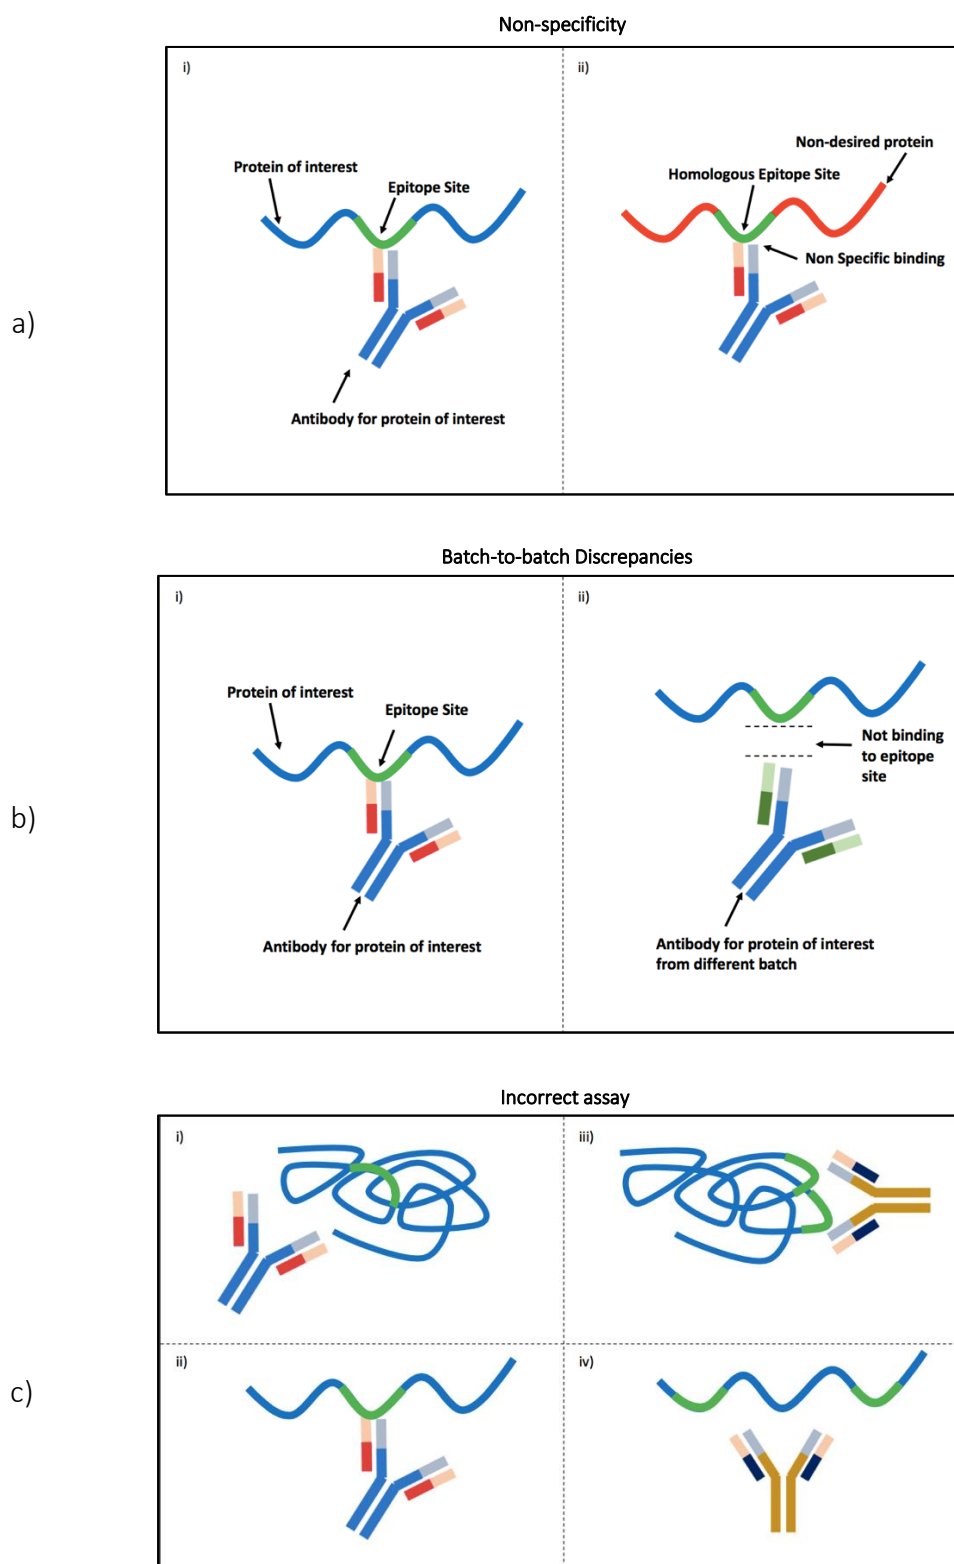 Non-specificity
a)
i)
Protein of interest
Epitope Site
Antibody for protein of interest
ii)
Non-desired protein
Homologous Epitope Site
Non Specific binding
Batch-to-batch Discrepancies
b)
i)
Protein of interest
Epitope Site
Antibody for protein of interest
ii)
Not binding
to epitope
site
Antibody for protein of interest
from different batch
Incorrect assay
c)
i)
iii)
ii)
iv)